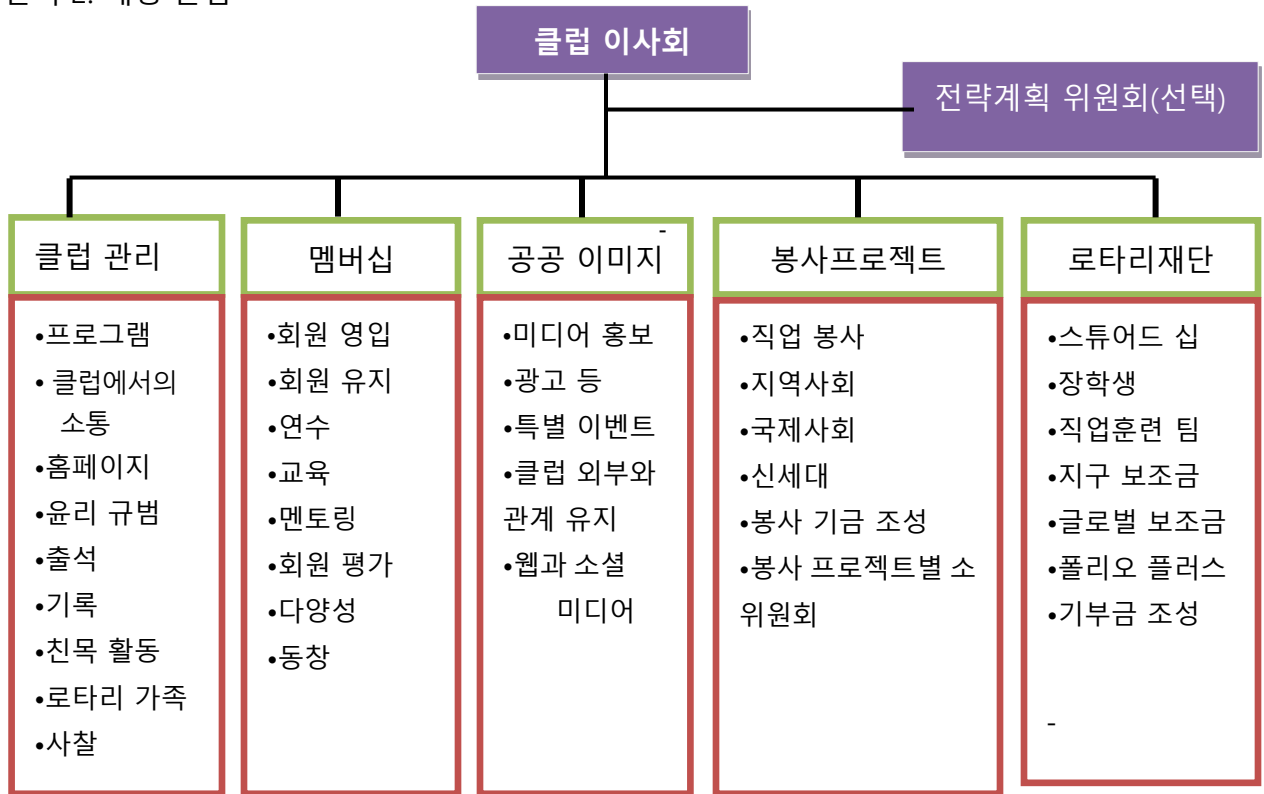 클럽 이사회
전략계획 위원회(선택)
클럽 관리
•프로그램
• 클럽에서의
소통
•홈페이지
•윤리 규범
•출석
•기록
•친목 활동
•로타리 가족
•사찰
멤버십
•회원 영입
•회원 유지
•연수
•교육
•멘토링
•회원 평가
•다양성
•동창
-
공공 이미지
•미디어 홍보
•광고 등
•특별 이벤트
•클럽 외부와
관계 유지
•웹과 소셜
미디어
봉사프로젝트
•직업 봉사
•지역사회
•국제사회
•신세대
•봉사 기금 조성
•봉사 프로젝트별 소
위원회
로타리재단
•스튜어드 십
•장학생
•직업훈련 팀
•지구 보조금
•글로벌 보조금
•폴리오 플러스
•기부금 조성
-